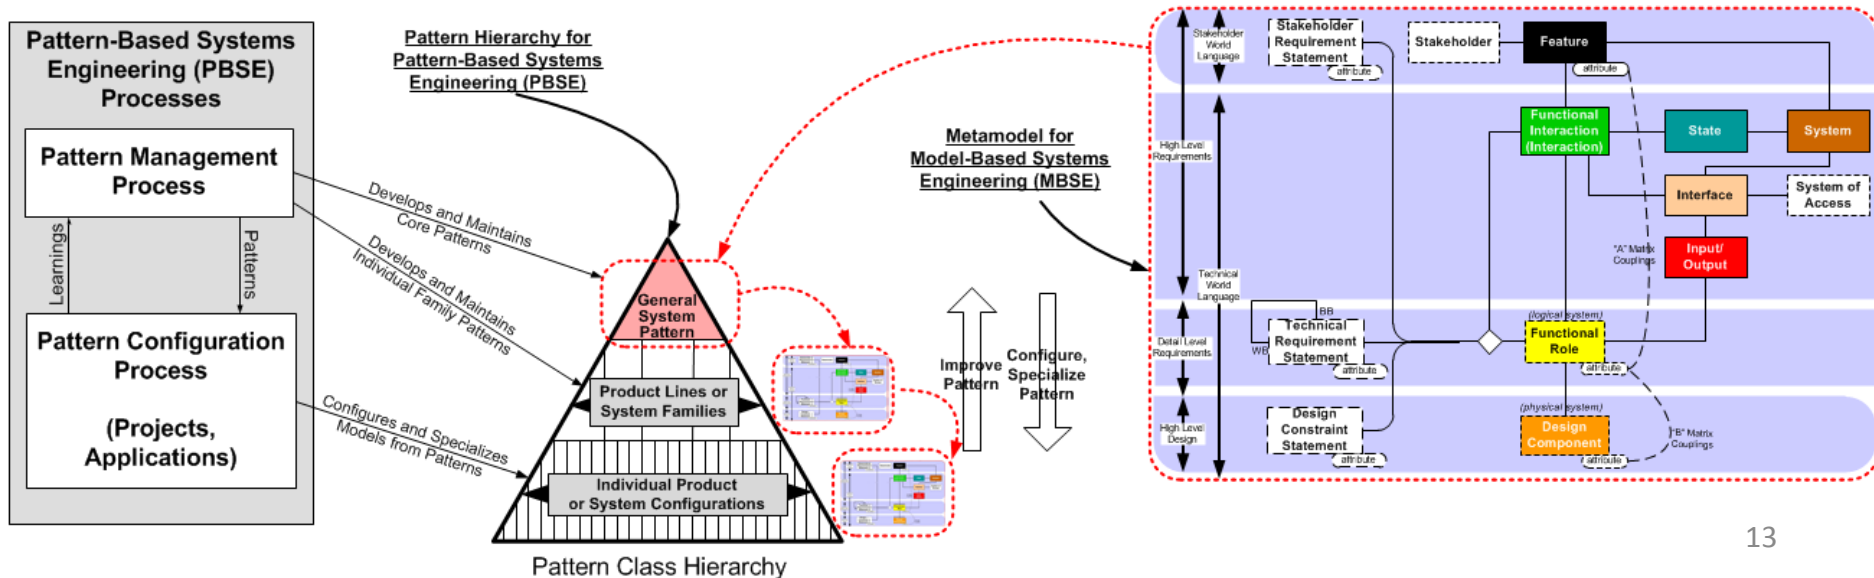 Pattern-Based Systems
Engineering (PBSE)
Processes
Pattern Management
Process
Learnings
Patterns
Pattern Configuration
Process
(Projects,
Applications)
Pattern Hierarchy for
Pattern-Based Systems
Engineering (PBSE)
Develops and Maintains
Core Patterns
Develops and Maintains
Individual Family Patterns
Configures and Specializes
Models from Patterns
General
System
Pattern
Product Lines or
System Families
Individual Product
or System Configurations
Pattern Class Hierarchy
Improve
Pattern
Configure,
Specialize
Pattern
Metamodel for
Model-Based Systems
Engineering (MBSE)
Stakeholder
World
Language
High Level
Requirements
Technical
World
Language
Detail Level
Requirements
High Level
Design
Stakeholder
Requirement
Statement
attribute
Stakeholder
Feature
attribute
Functional
Interaction
(Interaction)
State
System
Interface
System of
Access
"A" Matrix
Couplings
Input/
Output
BB
WB
Technical
Requirement
Statement
attribute
(logical system)
Functional
Role
attribute
Design
Constraint
Statement
attribute
(physical system)
Design
Component
attribute
"B" Matrix
Couplings
13